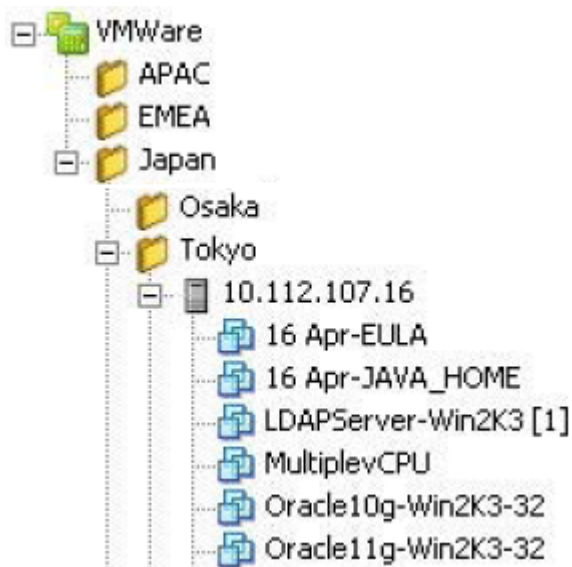 VMWare
APAC
EMEA
Japan
Osaka
Tokyo
10.112.107.16
16 Apr-EULA
16 Apr-JAVA_HOME
LDAPServer-Win2K3 [1]
MultiplevCPU
Oracle10g-Win2K3-32
Oracle11g-Win2K3-32